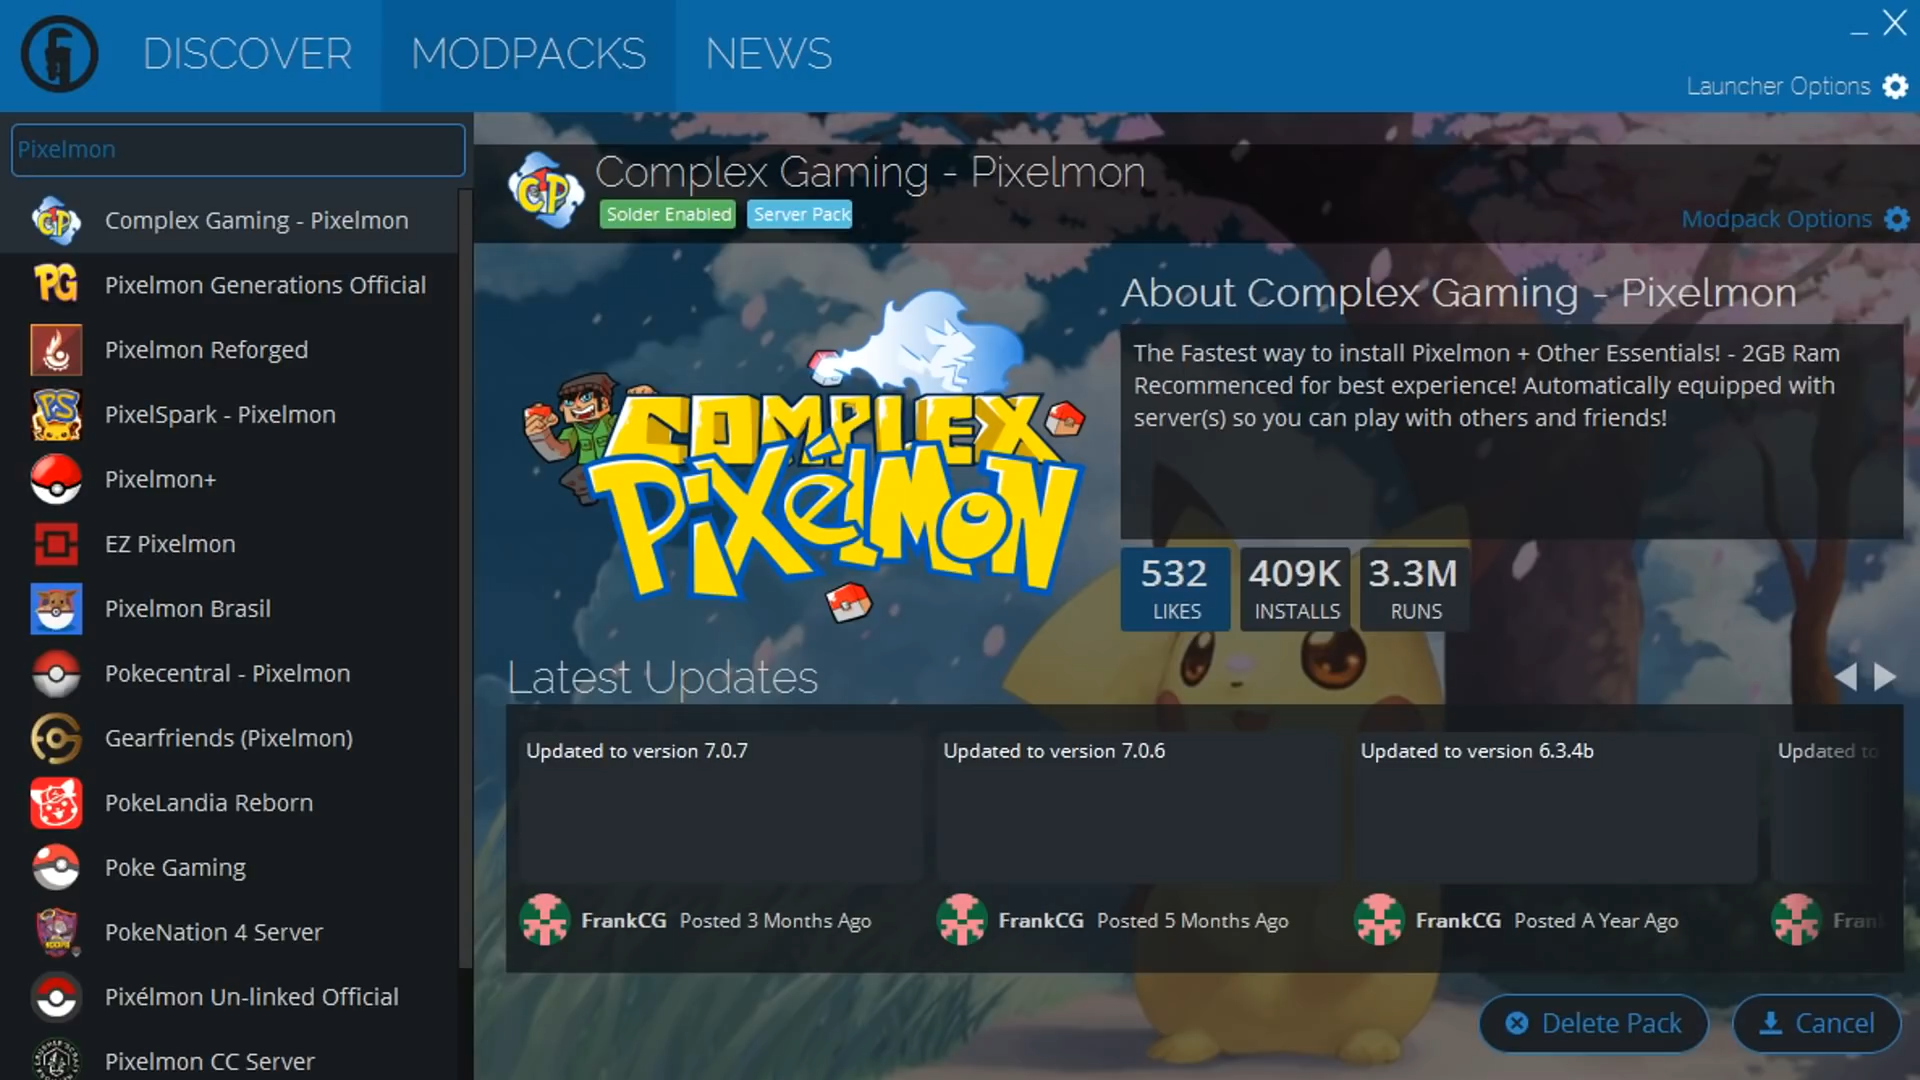 DISCOVER
MODPACKS
NEWS
Launcher Options
Pixelmon
Complex Gaming - Pixelmon
Pixelmon Generations Official
Pixelmon Reforged
PixelSpark - Pixelmon
Pixelmon+
EZ Pixelmon
Pixelmon Brasil
Pokecentral - Pixelmon
Gearfriends (Pixelmon)
PokeLandia Reborn
Poke Gaming
PokeNation 4 Server
Pixélmon Un-linked Official
Pixelmon CC Server
CP
PG
PS
CP
Complex Gaming - Pixelmon
Solder Enabled
Server Pack
Modpack Options
COMPLEX
PiXélMON
About Complex Gaming - Pixelmon
The Fastest way to install Pixelmon + Other Essentials! - 2GB Ram
Recommenced for best experience! Automatically equipped with
server(s) so you can play with others and friends!
532
LIKES
409K
INSTALLS
3.3M
RUNS
Latest Updates
Updated to version 7.0.7
FrankCG Posted 3 Months Ago
Updated to version 7.0.6
FrankCG Posted 5 Months Ago
Updated to version 6.3.4b
FrankCG Posted A Year Ago
Updated to
Fran
Delete Pack
Cancel